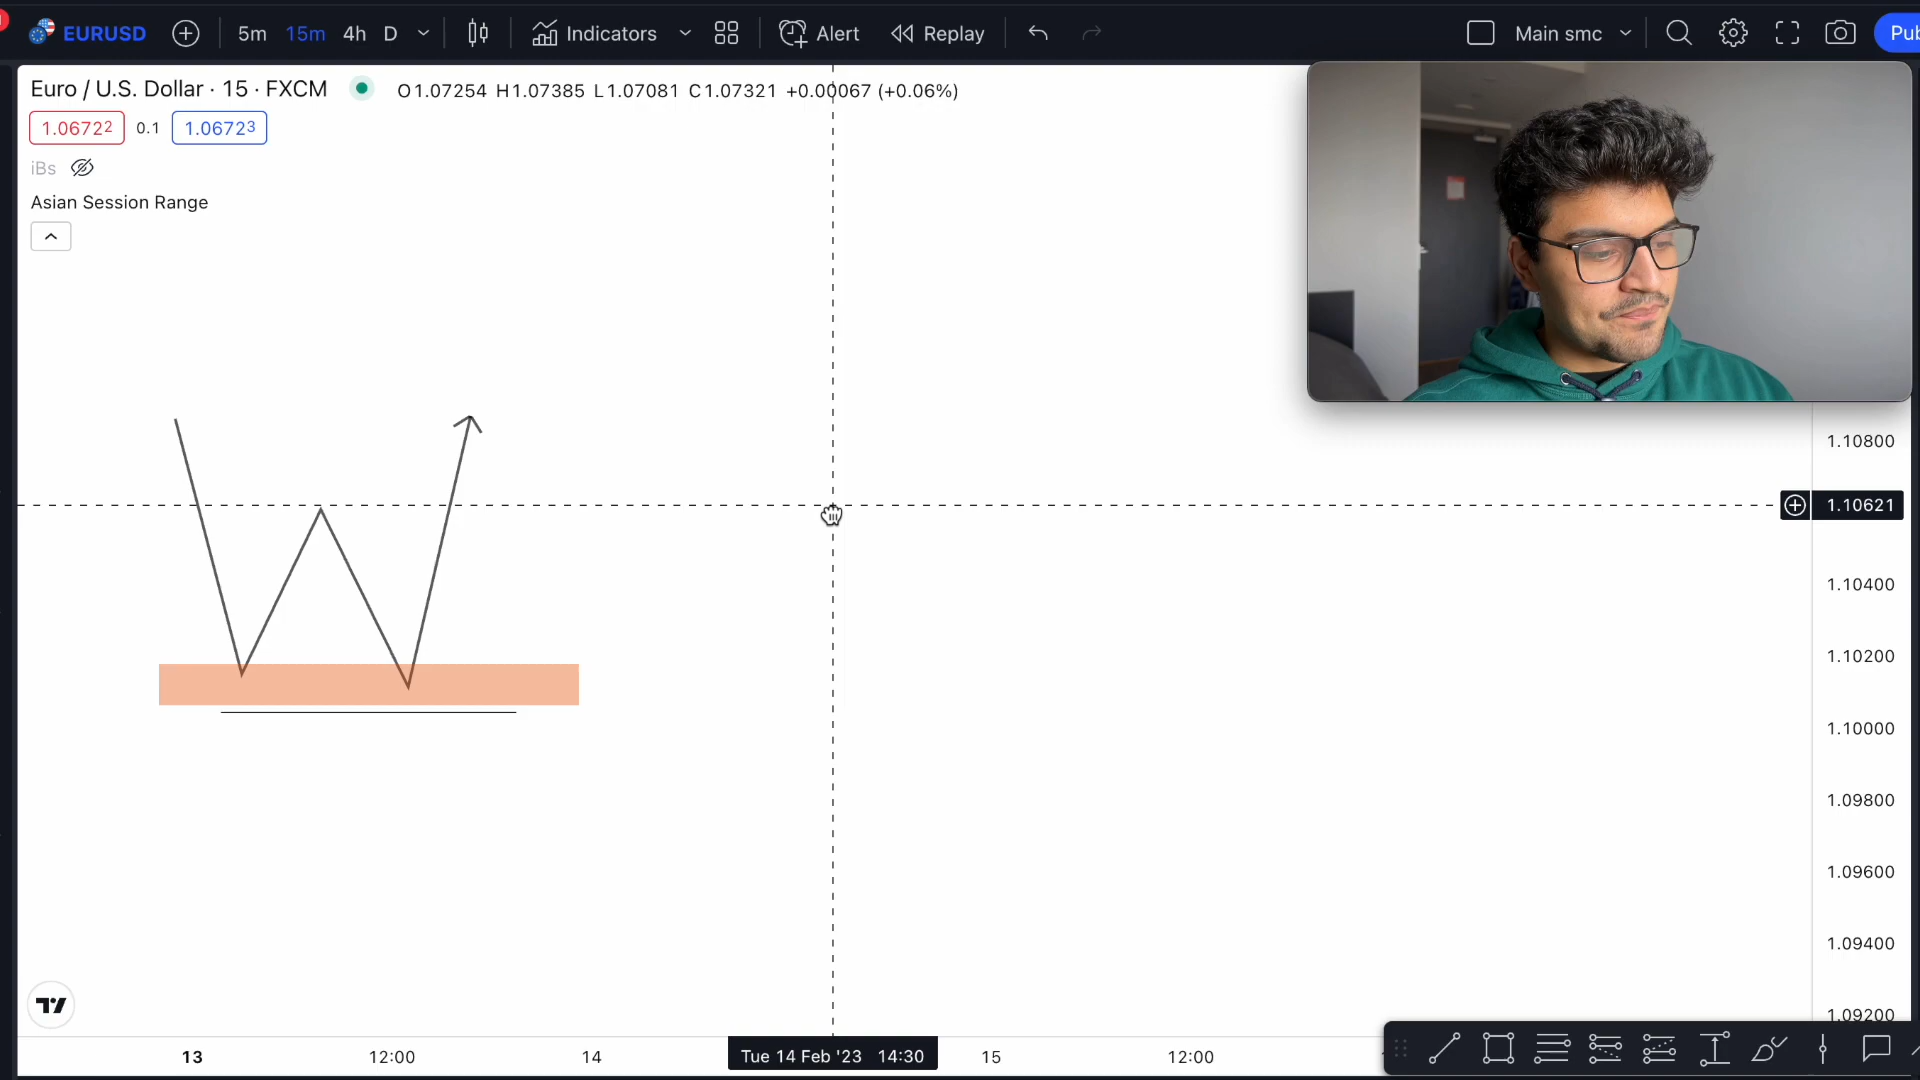 EURUSD 5m 15m 4h D Indicators Alert Replay Main smc Pub
Euro / U.S. Dollar · 15 · FXCM O1.07254 H1.07385 L1.07081 C1.07321 +0.00067 (+0.06%)
1.06722 0.1 1.06723
iBs
Asian Session Range
1.10800
1.10621
1.10400
1.10200
1.10000
1.09800
1.09600
1.09400
1.09200
13 12:00 14 Tue 14 Feb '23 14:30 15 12:00